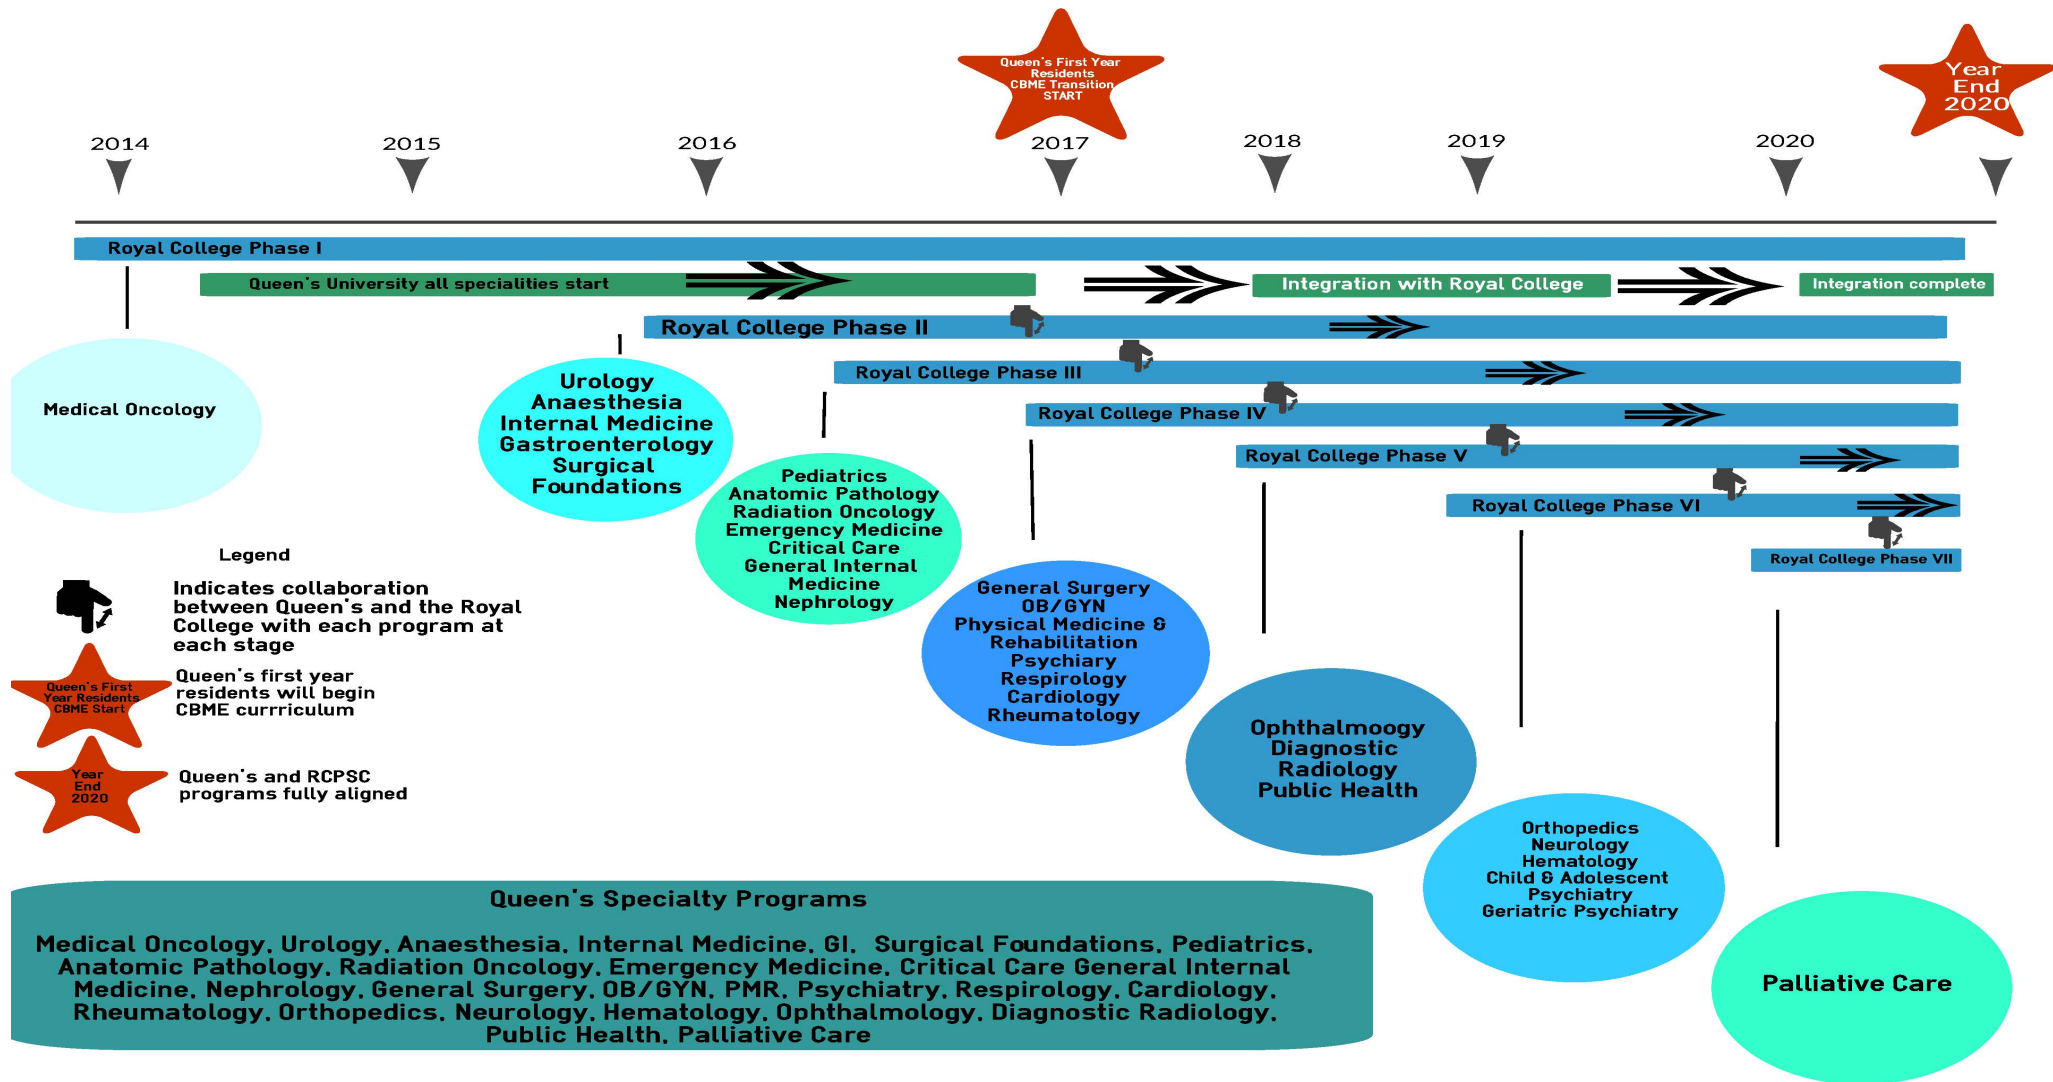 Queen's First Year
Residents
CBME Transition
START
Year
End
2020
2014
2015
2016
2017
2018
2019
2020
Royal College Phase I
Queen's University all specialities start
Integration with Royal College
Integration complete
Royal College Phase II
Royal College Phase III
Royal College Phase IV
Royal College Phase V
Royal College Phase VI
Royal College Phase VII
Medical Oncology
Urology
Anaesthesia
Internal Medicine
Gastroenterology
Surgical
Foundations
Pediatrics
Anatomic Pathology
Radiation Oncology
Emergency Medicine
Critical Care
General Internal
Medicine
Nephrology
General Surgery
OB/GYN
Physical Medicine &
Rehabilitation
Psychiary
Respirology
Cardiology
Rheumatology
Ophthalmoogy
Diagnostic
Radiology
Public Health
Orthopedics
Neurology
Hematology
Child & Adolescent
Psychiatry
Geriatric Psychiatry
Palliative Care
Legend
Indicates collaboration
between Queen's and the Royal
College with each program at
each stage
Queen's First
Year Residents
CBME Start
Queen's first year
residents will begin
CBME currriculum
Year
End
2020
Queen's and RCPSC
programs fully aligned
Queen's Specialty Programs
Medical Oncology, Urology, Anaesthesia, Internal Medicine, GI,  Surgical Foundations, Pediatrics,
Anatomic Pathology, Radiation Oncology, Emergency Medicine, Critical Care General Internal
Medicine, Nephrology, General Surgery, OB/GYN, PMR, Psychiatry, Respirology, Cardiology,
Rheumatology, Orthopedics, Neurology, Hematology, Ophthalmology, Diagnostic Radiology,
Public Health, Palliative Care